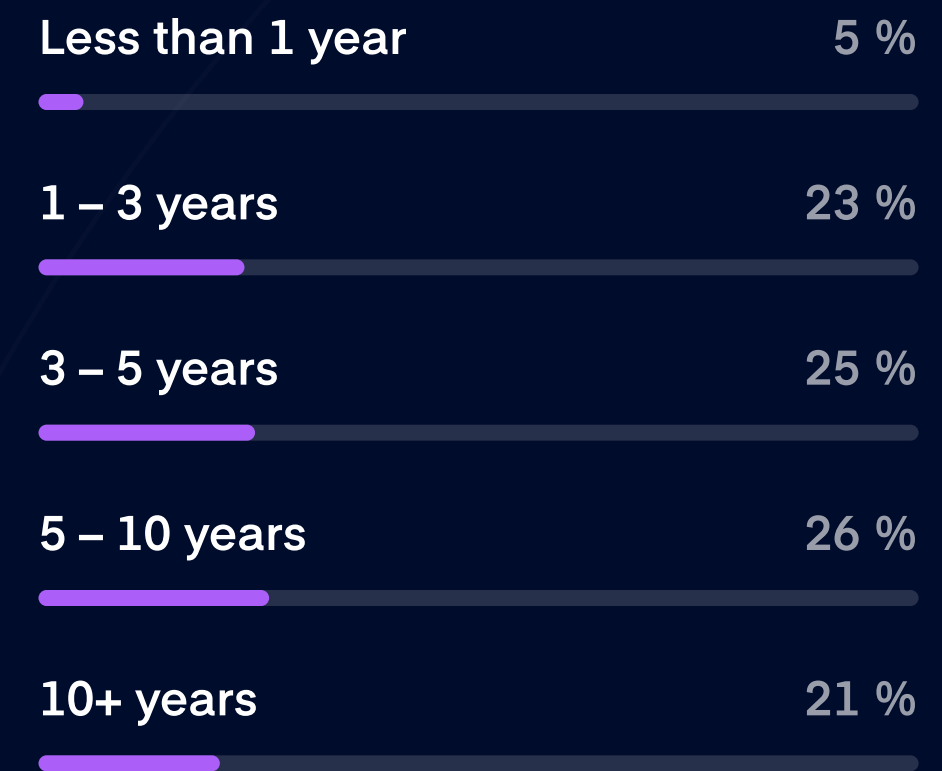 Less than 1 year 5 %
1 – 3 years 23 %
3 – 5 years 25 %
5 – 10 years 26 %
10+ years 21 %